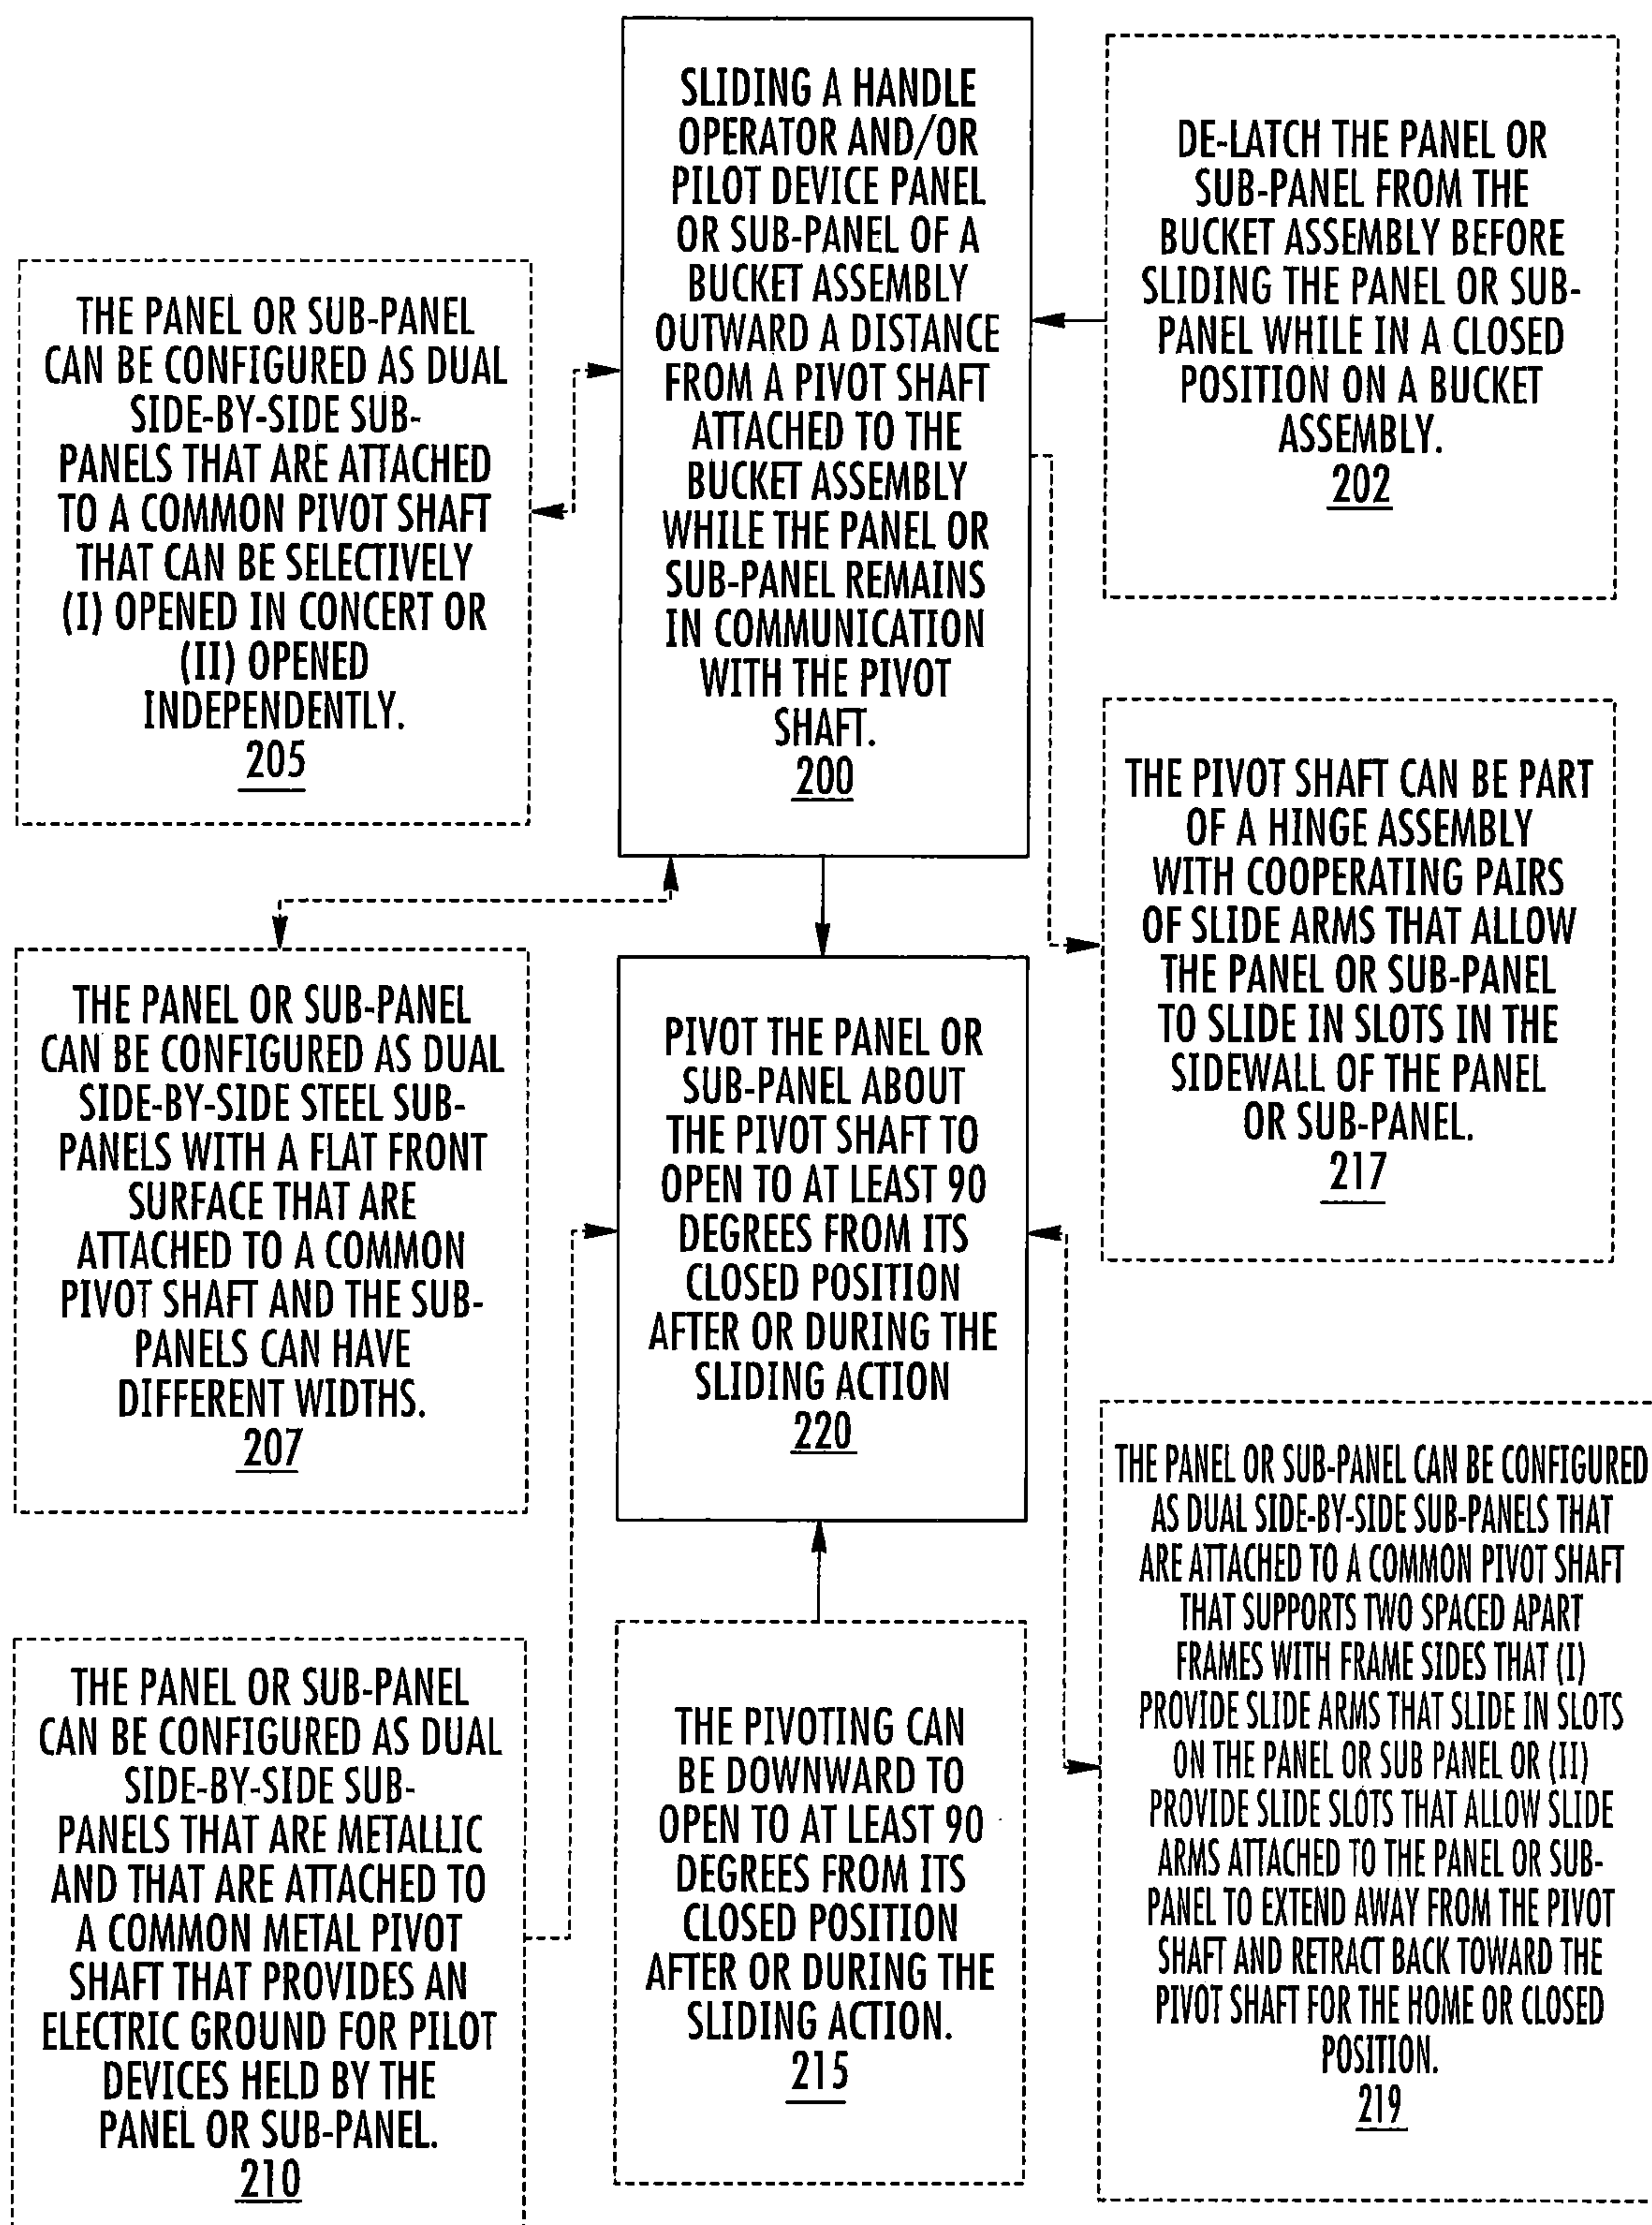 SLIDING A HANDLE
OPERATOR AND/OR
PILOT DEVICE PANEL
OR SUB-PANEL OF A
BUCKET ASSEMBLY
OUTWARD A DISTANCE
FROM A PIVOT SHAFT
ATTACHED TO THE
BUCKET ASSEMBLY
WHILE THE PANEL OR
SUB-PANEL REMAINS
IN COMMUNICATION
WITH THE PIVOT
SHAFT.
200
DE-LATCH THE PANEL OR
SUB-PANEL FROM THE
BUCKET ASSEMBLY BEFORE
SLIDING THE PANEL OR SUB-
PANEL WHILE IN A CLOSED
POSITION ON A BUCKET
ASSEMBLY.
202
THE PANEL OR SUB-PANEL
CAN BE CONFIGURED AS DUAL
SIDE-BY-SIDE SUB-
PANELS THAT ARE ATTACHED
TO A COMMON PIVOT SHAFT
THAT CAN BE SELECTIVELY
(I) OPENED IN CONCERT OR
(II) OPENED
INDEPENDENTLY.
205
THE PIVOT SHAFT CAN BE PART
OF A HINGE ASSEMBLY
WITH COOPERATING PAIRS
OF SLIDE ARMS THAT ALLOW
THE PANEL OR SUB-PANEL
TO SLIDE IN SLOTS IN THE
SIDEWALL OF THE PANEL
OR SUB-PANEL.
217
THE PANEL OR SUB-PANEL
CAN BE CONFIGURED AS DUAL
SIDE-BY-SIDE STEEL SUB-
PANELS WITH A FLAT FRONT
SURFACE THAT ARE
ATTACHED TO A COMMON
PIVOT SHAFT AND THE SUB-
PANELS CAN HAVE
DIFFERENT WIDTHS.
207
PIVOT THE PANEL OR
SUB-PANEL ABOUT
THE PIVOT SHAFT TO
OPEN TO AT LEAST 90
DEGREES FROM ITS
CLOSED POSITION
AFTER OR DURING THE
SLIDING ACTION
220
THE PANEL OR SUB-PANEL CAN BE CONFIGURED
AS DUAL SIDE-BY-SIDE SUB-PANELS THAT
ARE ATTACHED TO A COMMON PIVOT SHAFT
THAT SUPPORTS TWO SPACED APART
FRAMES WITH FRAME SIDES THAT (I)
PROVIDE SLIDE ARMS THAT SLIDE IN SLOTS
ON THE PANEL OR SUB PANEL OR (II)
PROVIDE SLIDE SLOTS THAT ALLOW SLIDE
ARMS ATTACHED TO THE PANEL OR SUB-
PANEL TO EXTEND AWAY FROM THE PIVOT
SHAFT AND RETRACT BACK TOWARD THE
PIVOT SHAFT FOR THE HOME OR CLOSED
POSITION.
219
THE PANEL OR SUB-PANEL
CAN BE CONFIGURED AS DUAL
SIDE-BY-SIDE SUB-
PANELS THAT ARE METALLIC
AND THAT ARE ATTACHED TO
A COMMON METAL PIVOT
SHAFT THAT PROVIDES AN
ELECTRIC GROUND FOR PILOT
DEVICES HELD BY THE
PANEL OR SUB-PANEL.
210
THE PIVOTING CAN
BE DOWNWARD TO
OPEN TO AT LEAST 90
DEGREES FROM ITS
CLOSED POSITION
AFTER OR DURING THE
SLIDING ACTION.
215